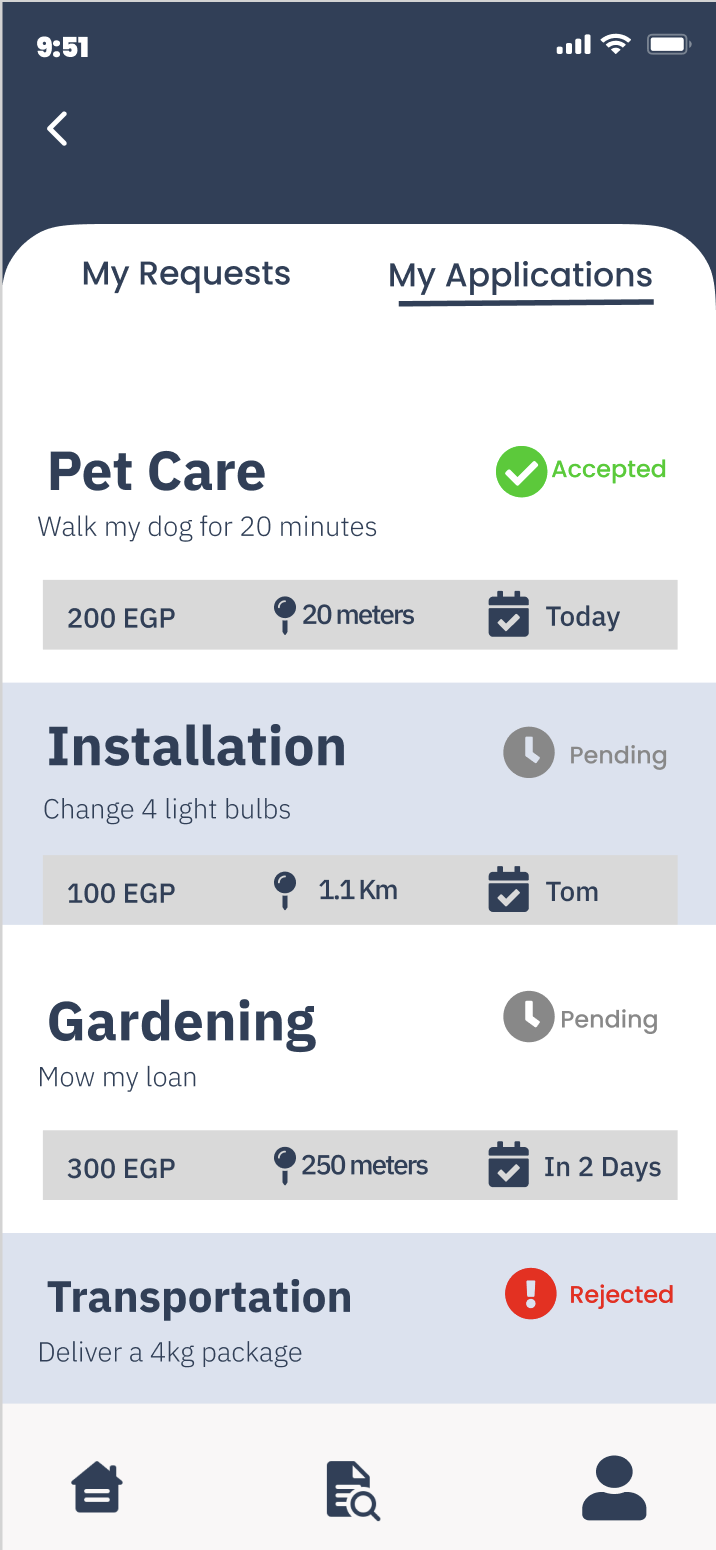 9:51
My Requests
My Applications
Pet Care
Accepted
Walk my dog for 20 minutes
200 EGP
20 meters
Today
Installation
Pending
Change 4 light bulbs
100 EGP
1.1 Km
Tom
Gardening
Pending
Mow my loan
300 EGP
250 meters
In 2 Days
Transportation
Rejected
Deliver a 4kg package